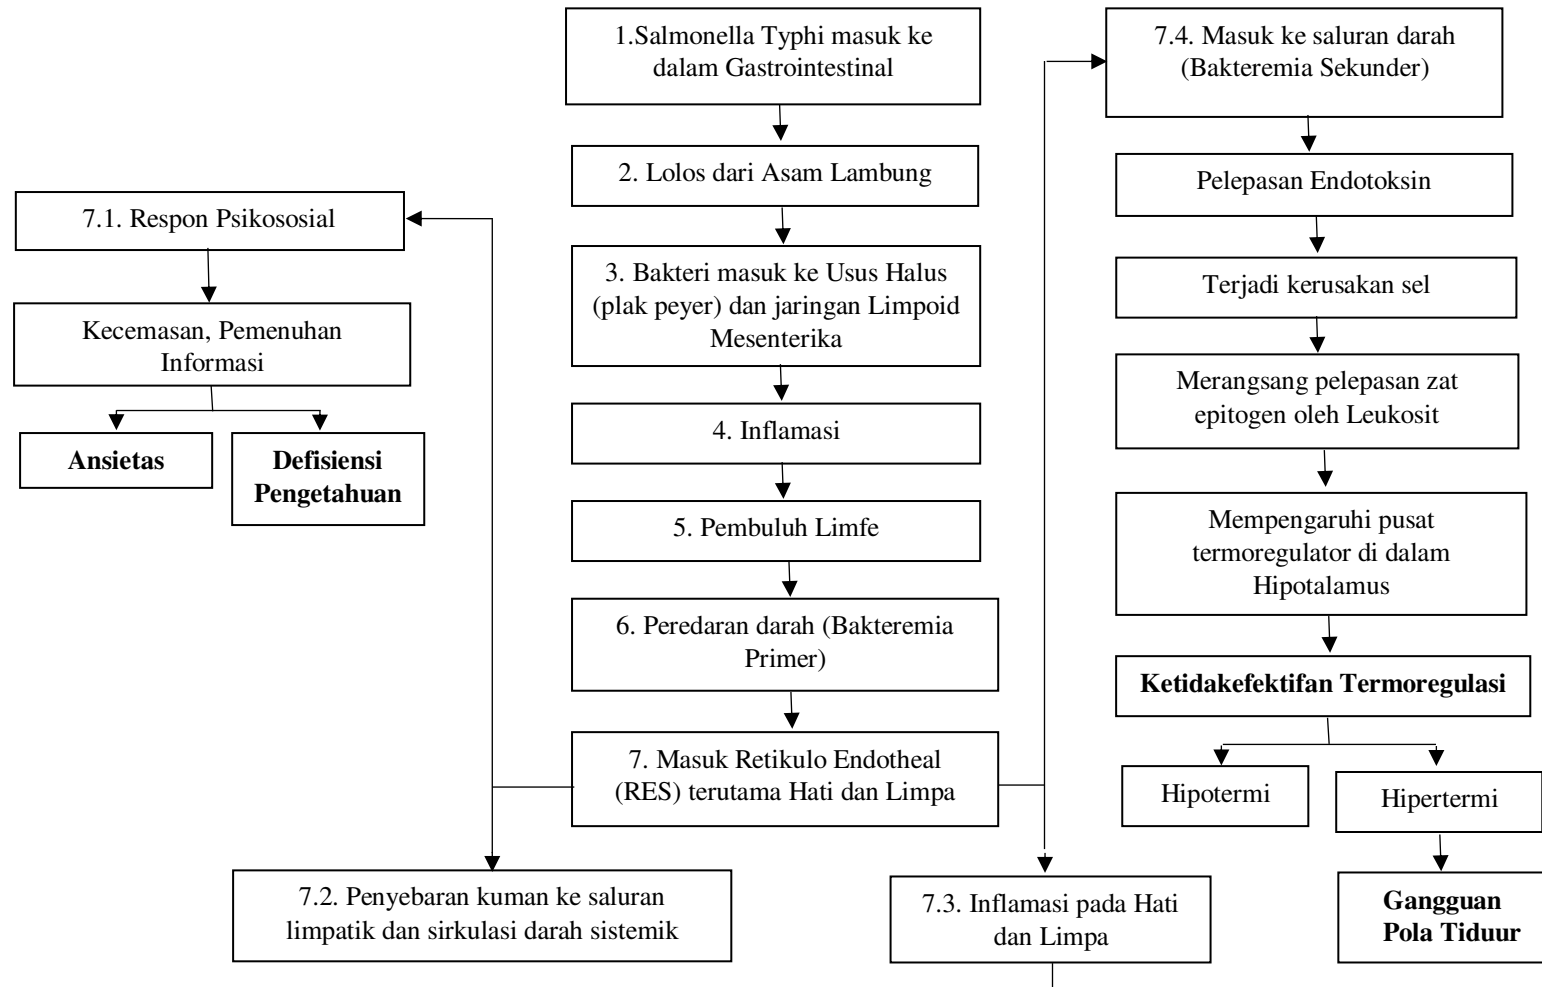 1.Salmonella Typhi masuk ke
dalam Gastrointestinal
2. Lolos dari Asam Lambung
3. Bakteri masuk ke Usus Halus
(plak peyer) dan jaringan Limpoid
Mesenterika
4. Inflamasi
5. Pembuluh Limfe
6. Peredaran darah (Bakteremia
Primer)
7. Masuk Retikulo Endotheal
(RES) terutama Hati dan Limpa
7.1. Respon Psikososial
Kecemasan, Pemenuhan
Informasi
Ansietas
Defisiensi
Pengetahuan
7.2. Penyebaran kuman ke saluran
limpatik dan sirkulasi darah sistemik
7.3. Inflamasi pada Hati
dan Limpa
7.4. Masuk ke saluran darah
(Bakteremia Sekunder)
Pelepasan Endotoksin
Terjadi kerusakan sel
Merangsang pelepasan zat
epitogen oleh Leukosit
Mempengaruhi pusat
termoregulator di dalam
Hipotalamus
Ketidakefektifan Termoregulasi
Hipotermi
Hipertermi
Gangguan
Pola Tiduur